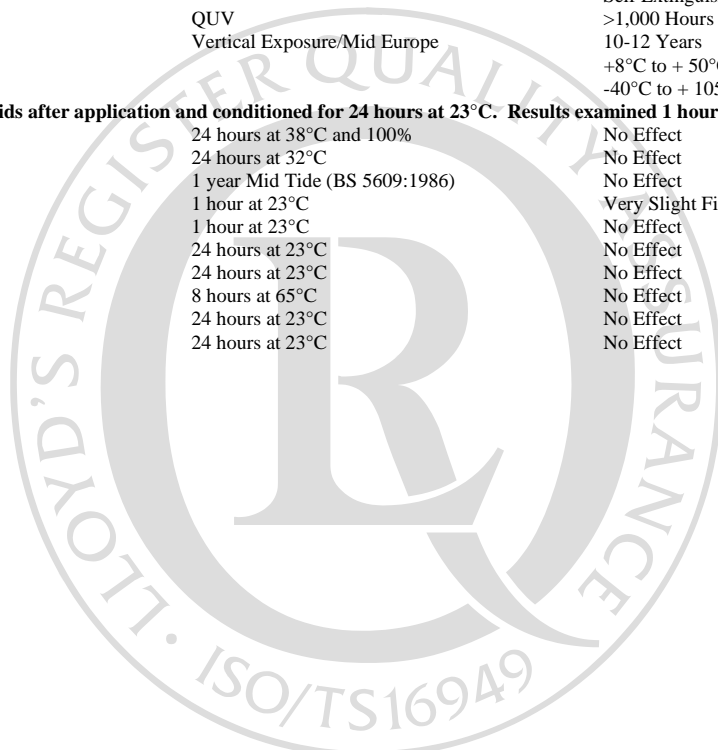 QUV >1,000 Hours
Vertical Exposure/Mid Europe 10-12 Years
+8°C to + 50°
-40°C to + 105
after application and conditioned for 24 hours at 23°C. Results examined 1 hour
24 hours at 38°C and 100% No Effect
24 hours at 32°C No Effect
1 year Mid Tide (BS 5609:1986) No Effect
1 hour at 23°C Very Slight
1 hour at 23°C No Effect
24 hours at 23°C No Effect
24 hours at 23°C No Effect
8 hours at 65°C No Effect
24 hours at 23°C No Effect
24 hours at 23°C No Effect
LLOYD'S REGISTER QUALITY ASSURANCE
LRQ
ISO/TS16949